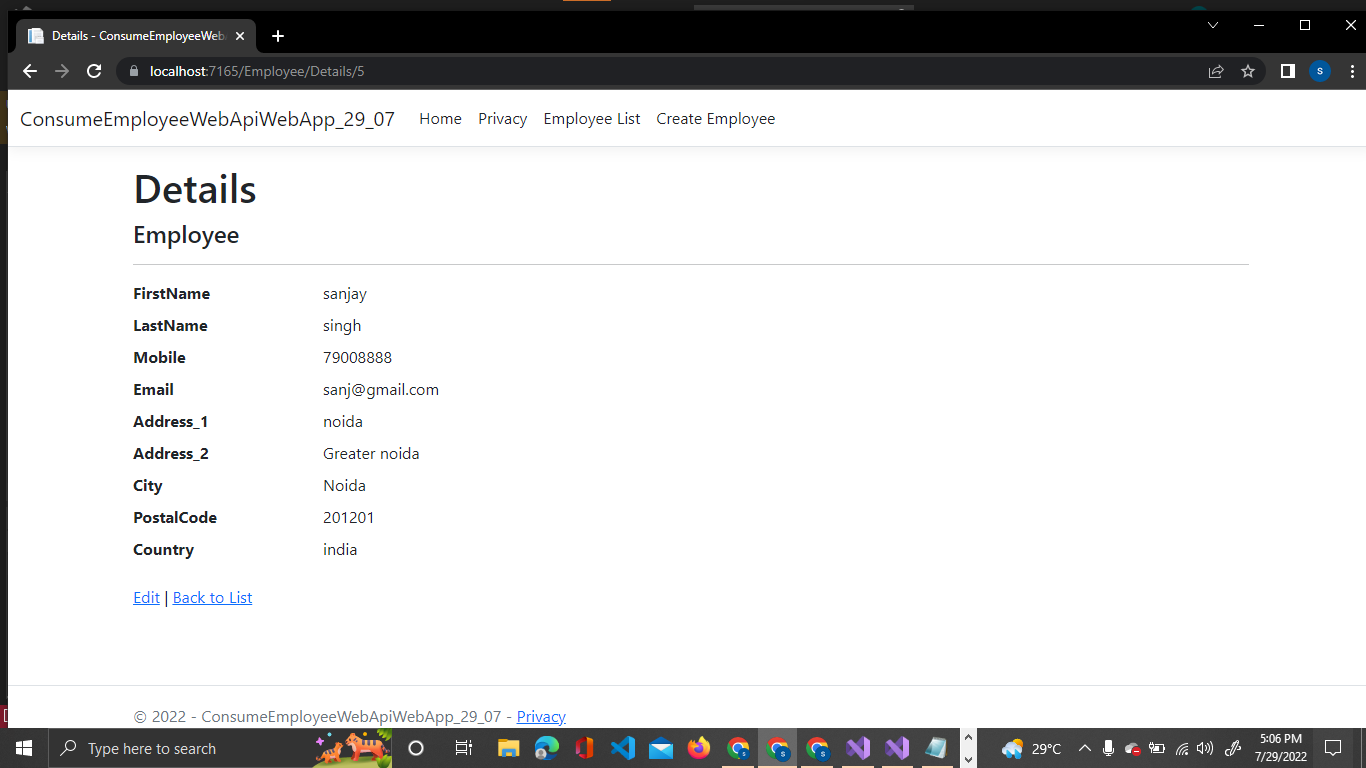 Details - ConsumeEmployeeWeb
localhost:7165/Employee/Details/5
S
ConsumeEmployeeWebApiWebApp_29_07 Home Privacy Employee List Create Employee
Details
Employee
FirstName sanjay
LastName singh
Mobile 79008888
Email sanj@gmail.com
Address_1 noida
Address_2 Greater noida
City Noida
PostalCode 201201
Country india
Edit | Back to List
© 2022 - ConsumeEmployeeWebApiWebApp_29_07 - Privacy
Type here to search 29°C 5:06 PM
7/29/2022